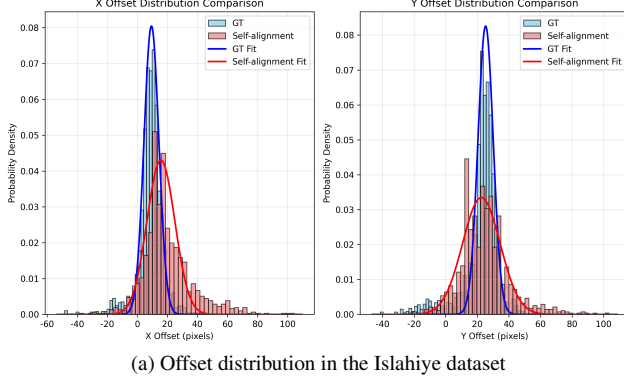 X Offset Distribution Comparison
GT
Self-alignment
GT Fit
Self-alignment Fit
0.08
0.07
0.06
0.05
0.04
0.03
0.02
0.01
0.00
Probability Density
-60 -40 -20 0 20 40 60 80 100
X Offset (pixels)
Y Offset Distribution Comparison
GT
Self-alignment
GT Fit
Self-alignment Fit
0.08
0.07
0.06
0.05
0.04
0.03
0.02
0.01
0.00
Probability Density
-40 -20 0 20 40 60 80 100
Y Offset (pixels)
(a) Offset distribution in the Islahiye dataset